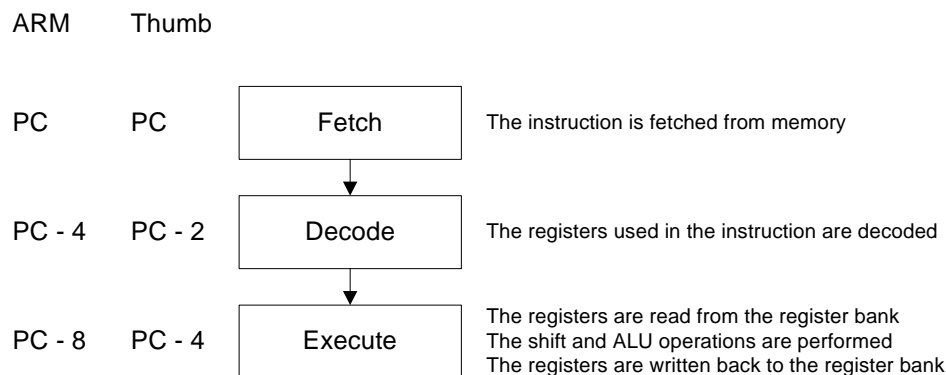 ARM Thumb
PC PC Fetch The instruction is fetched from memory
PC - 4 PC - 2 Decode The registers used in the instruction are decoded
The registers are read from the register bank
PC - 8 PC - 4 Execute The shift and ALU operations are performed
The registers are written back to the register bank